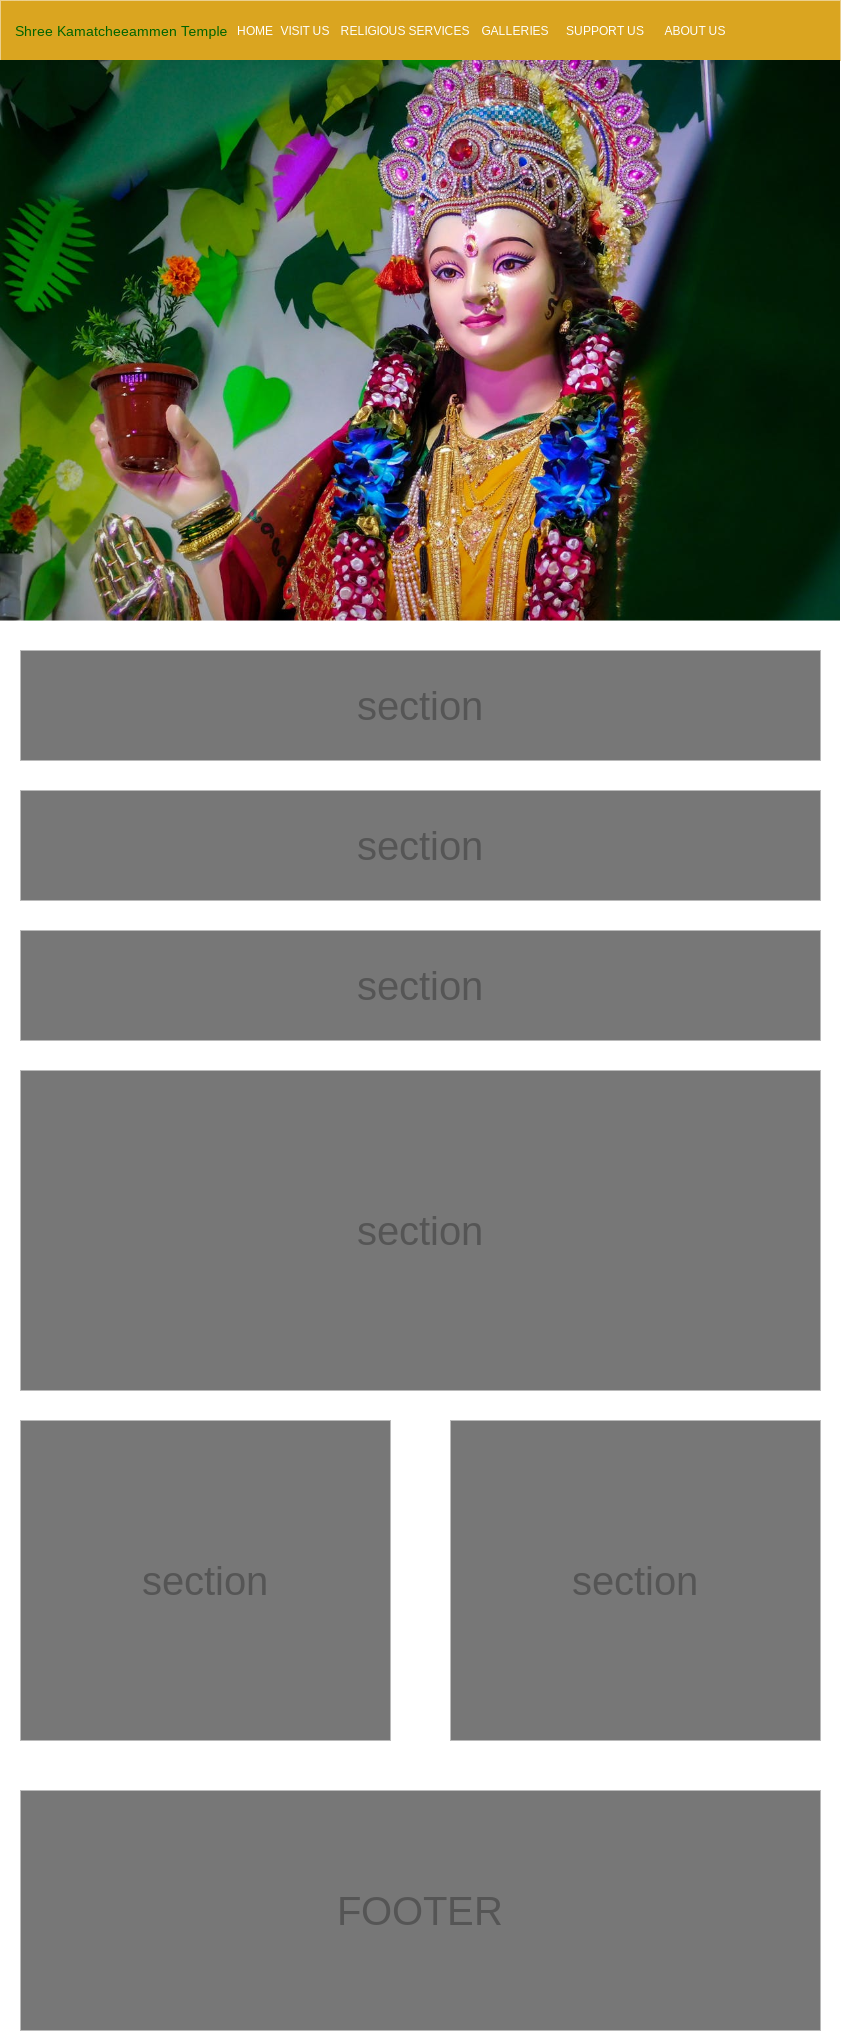 Shree Kamatcheeammen Temple HOME VISIT US RELIGIOUS SERVICES GALLERIES SUPPORT US ABOUT US
section
section
section
section
section section
FOOTER